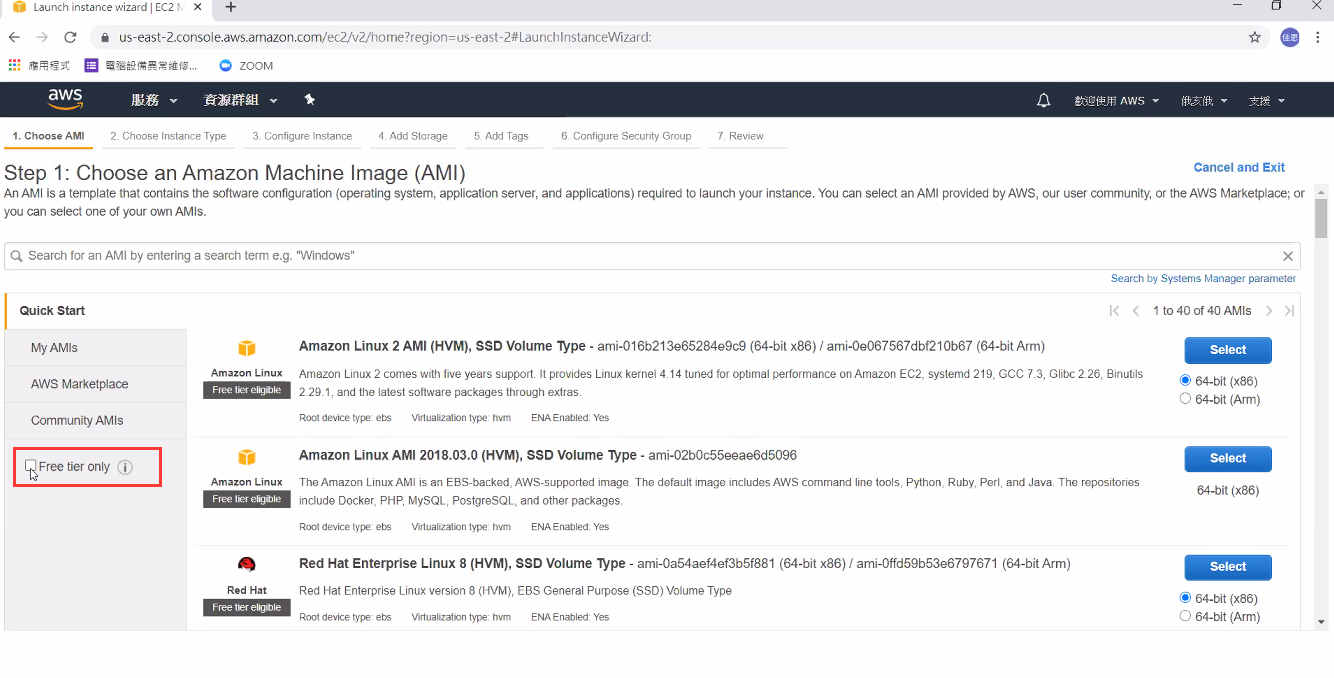 Launch instance wizard | EC2 M
us-east-2.console.aws.amazon.com/ec2/v2/home?region=us-east-2#LaunchInstanceWizard:
佳恩
應用程式
電腦設備異常維修...
ZOOM
aws
服務
資源群組
歡迎使用 AWS
俄亥俄
支援
1. Choose AMI
2. Choose Instance Type
3. Configure Instance
4. Add Storage
5. Add Tags
6. Configure Security Group
7. Review
Step 1: Choose an Amazon Machine Image (AMI)
Cancel and Exit
An AMI is a template that contains the software configuration (operating system, application server, and applications) required to launch your instance. You can select an AMI provided by AWS, our user community, or the AWS Marketplace; or
you can select one of your own AMIs.
Search for an AMI by entering a search term e.g. "Windows"
Search by Systems Manager parameter
Quick Start
1 to 40 of 40 AMIs
My AMIs
AWS Marketplace
Community AMIs
Free tier only
Amazon Linux
Free tier eligible
Amazon Linux 2 AMI (HVM), SSD Volume Type - ami-016b213e65284e9c9 (64-bit x86) / ami-0e067567dbf210b67 (64-bit Arm)
Amazon Linux 2 comes with five years support. It provides Linux kernel 4.14 tuned for optimal performance on Amazon EC2, systemd 219, GCC 7.3, Glibc 2.26, Binutils
2.29.1, and the latest software packages through extras.
Root device type: ebs Virtualization type: hvm ENA Enabled: Yes
Select
64-bit (x86)
64-bit (Arm)
Amazon Linux
Free tier eligible
Amazon Linux AMI 2018.03.0 (HVM), SSD Volume Type - ami-02b0c55eeae6d5096
The Amazon Linux AMI is an EBS-backed, AWS-supported image. The default image includes AWS command line tools, Python, Ruby, Perl, and Java. The repositories
include Docker, PHP, MySQL, PostgreSQL, and other packages.
Root device type: ebs Virtualization type: hvm ENA Enabled: Yes
Select
64-bit (x86)
Red Hat
Free tier eligible
Red Hat Enterprise Linux 8 (HVM), SSD Volume Type - ami-0a54aef4ef3b5f881 (64-bit x86) / ami-0ffd59b53e6797671 (64-bit Arm)
Red Hat Enterprise Linux version 8 (HVM), EBS General Purpose (SSD) Volume Type
Root device type: ebs Virtualization type: hvm ENA Enabled: Yes
Select
64-bit (x86)
64-bit (Arm)